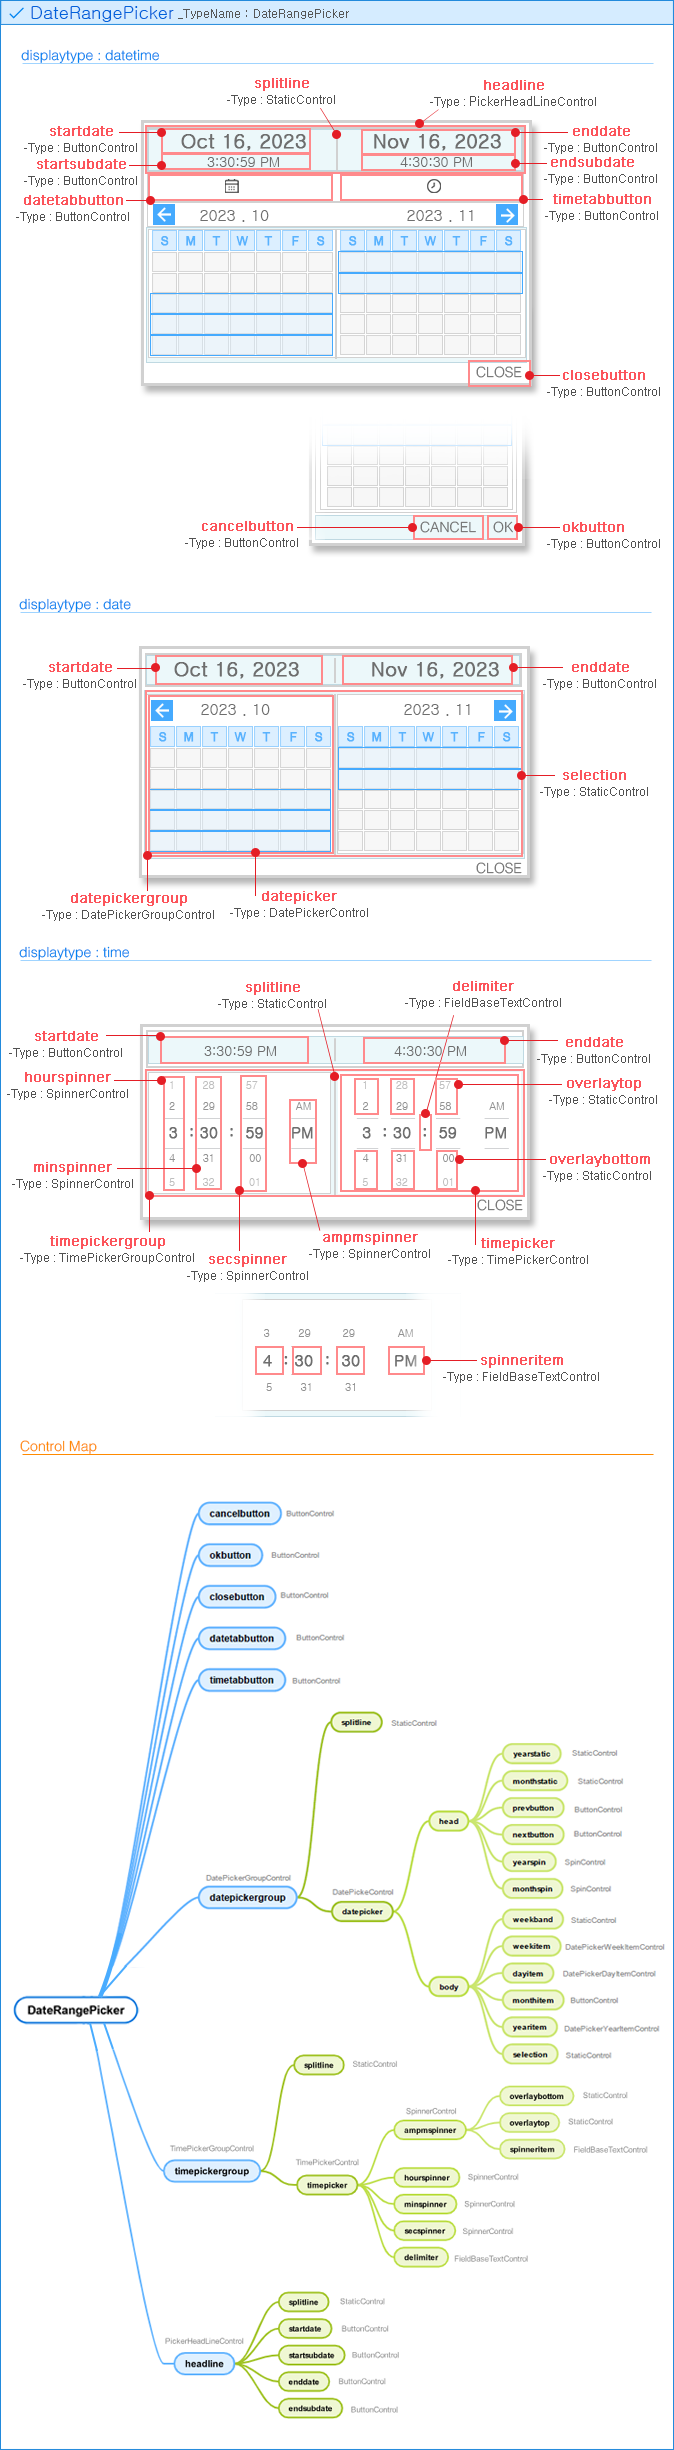 DateRangePicker _TypeName : DateRangePicker
displaytype : datetime
splitline
-Type : StaticControl
headline
-Type : PickerHeadLineControl
startdate
-Type : ButtonControl
startsubdate
-Type : ButtonControl
datetabbutton
-Type : ButtonControl
Oct 16, 2023
3:30:59 PM
Nov 16, 2023
4:30:30 PM
enddate
-Type : ButtonControl
endsubdate
-Type : ButtonControl
timetabbutton
-Type : ButtonControl
2023 . 10
2023 . 11
S M T W T F S
S M T W T F S
CLOSE
closebutton
-Type : ButtonControl
cancelbutton
-Type : ButtonControl
CANCEL
OK
okbutton
-Type : ButtonControl
displaytype : date
startdate
-Type : ButtonControl
Oct 16, 2023
Nov 16, 2023
enddate
-Type : ButtonControl
2023 . 10
2023 . 11
S M T W T F S
S M T W T F S
selection
-Type : StaticControl
CLOSE
datepickergroup
-Type : DatePickerGroupControl
datepicker
-Type : DatePickerControl
displaytype : time
splitline
-Type : StaticControl
delimiter
-Type : FieldBaseTextControl
startdate
-Type : ButtonControl
3:30:59 PM
4:30:30 PM
enddate
-Type : ButtonControl
hourspinner
-Type : SpinnerControl
1 28 57
2 29 58 AM
3 : 30 : 59 PM
4 31 00
5 32 01
1 28 57
2 29 58 AM
3 : 30 : 59 PM
4 31 00
5 32 01
overlaytop
-Type : StaticControl
minspinner
-Type : SpinnerControl
overlaybottom
-Type : StaticControl
CLOSE
timepickergroup
-Type : TimePickerGroupControl
secspinner
-Type : SpinnerControl
ampmspinner
-Type : SpinnerControl
timepicker
-Type : TimePickerControl
3 29 29 AM
4 : 30 : 30 PM
5 31 31
spinneritem
-Type : FieldBaseTextControl
Control Map
cancelbutton ButtonControl
okbutton ButtonControl
closebutton ButtonControl
datetabbutton ButtonControl
timetabbutton ButtonControl
splitline StaticControl
yearstatic StaticControl
monthstatic StaticControl
prevbutton ButtonControl
head
nextbutton ButtonControl
yearspin SpinControl
monthspin SpinControl
DatePickerGroupControl
datepickergroup
DatePickeControl
datepicker
weekband StaticControl
weekitem DatePickerWeekItemControl
dayitem DatePickerDayItemControl
body
monthitem ButtonControl
yearitem DatePickerYearItemControl
selection StaticControl
DateRangePicker
splitline StaticControl
overlaybottom StaticControl
SpinnerControl
ampmspinner
overlaytop StaticControl
spinneritem FieldBaseTextControl
TimePickerGroupControl
timepickergroup
TimePickerControl
timepicker
hourspinner SpinnerControl
minspinner SpinnerControl
secspinner SpinnerControl
delimiter FieldBaseTextControl
splitline StaticControl
startdate ButtonControl
PickerHeadLineControl
headline
startsubdate ButtonControl
enddate ButtonControl
endsubdate ButtonControl